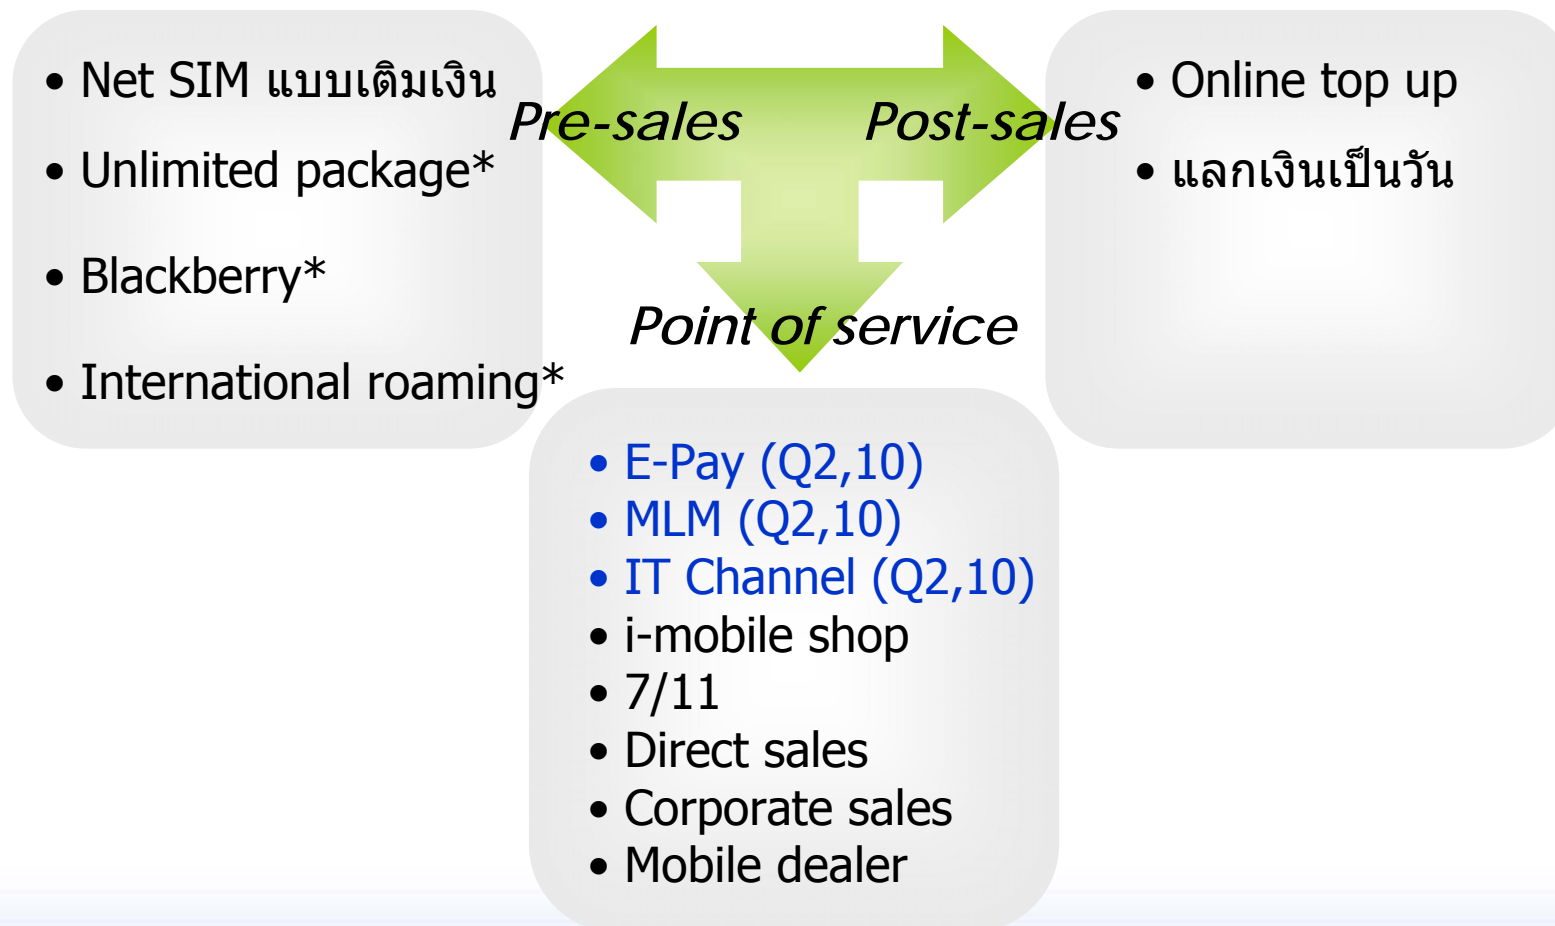 • Net SIM แบบเติมเงิน
• Unlimited package*
• Blackberry*
• International roaming*
Pre-sales
Post-sales
• Online top up
• แลกเงินเป็นวัน
Point of service
• E-Pay (Q2,10)
• MLM (Q2,10)
• IT Channel (Q2,10)
• i-mobile shop
• 7/11
• Direct sales
• Corporate sales
• Mobile dealer